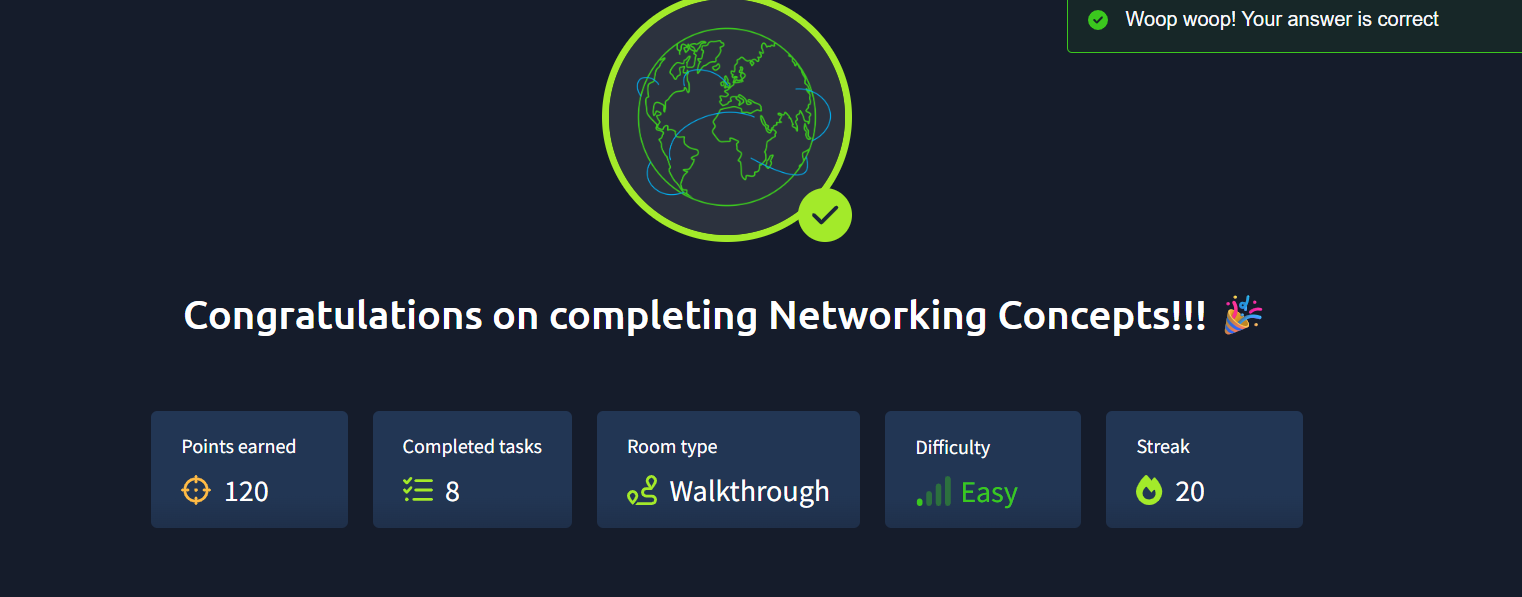 Woop woop! Your answer is correct
Congratulations on completing Networking Concepts!!! 🎉
Points earned
120
Completed tasks
8
Room type
Walkthrough
Difficulty
Easy
Streak
20